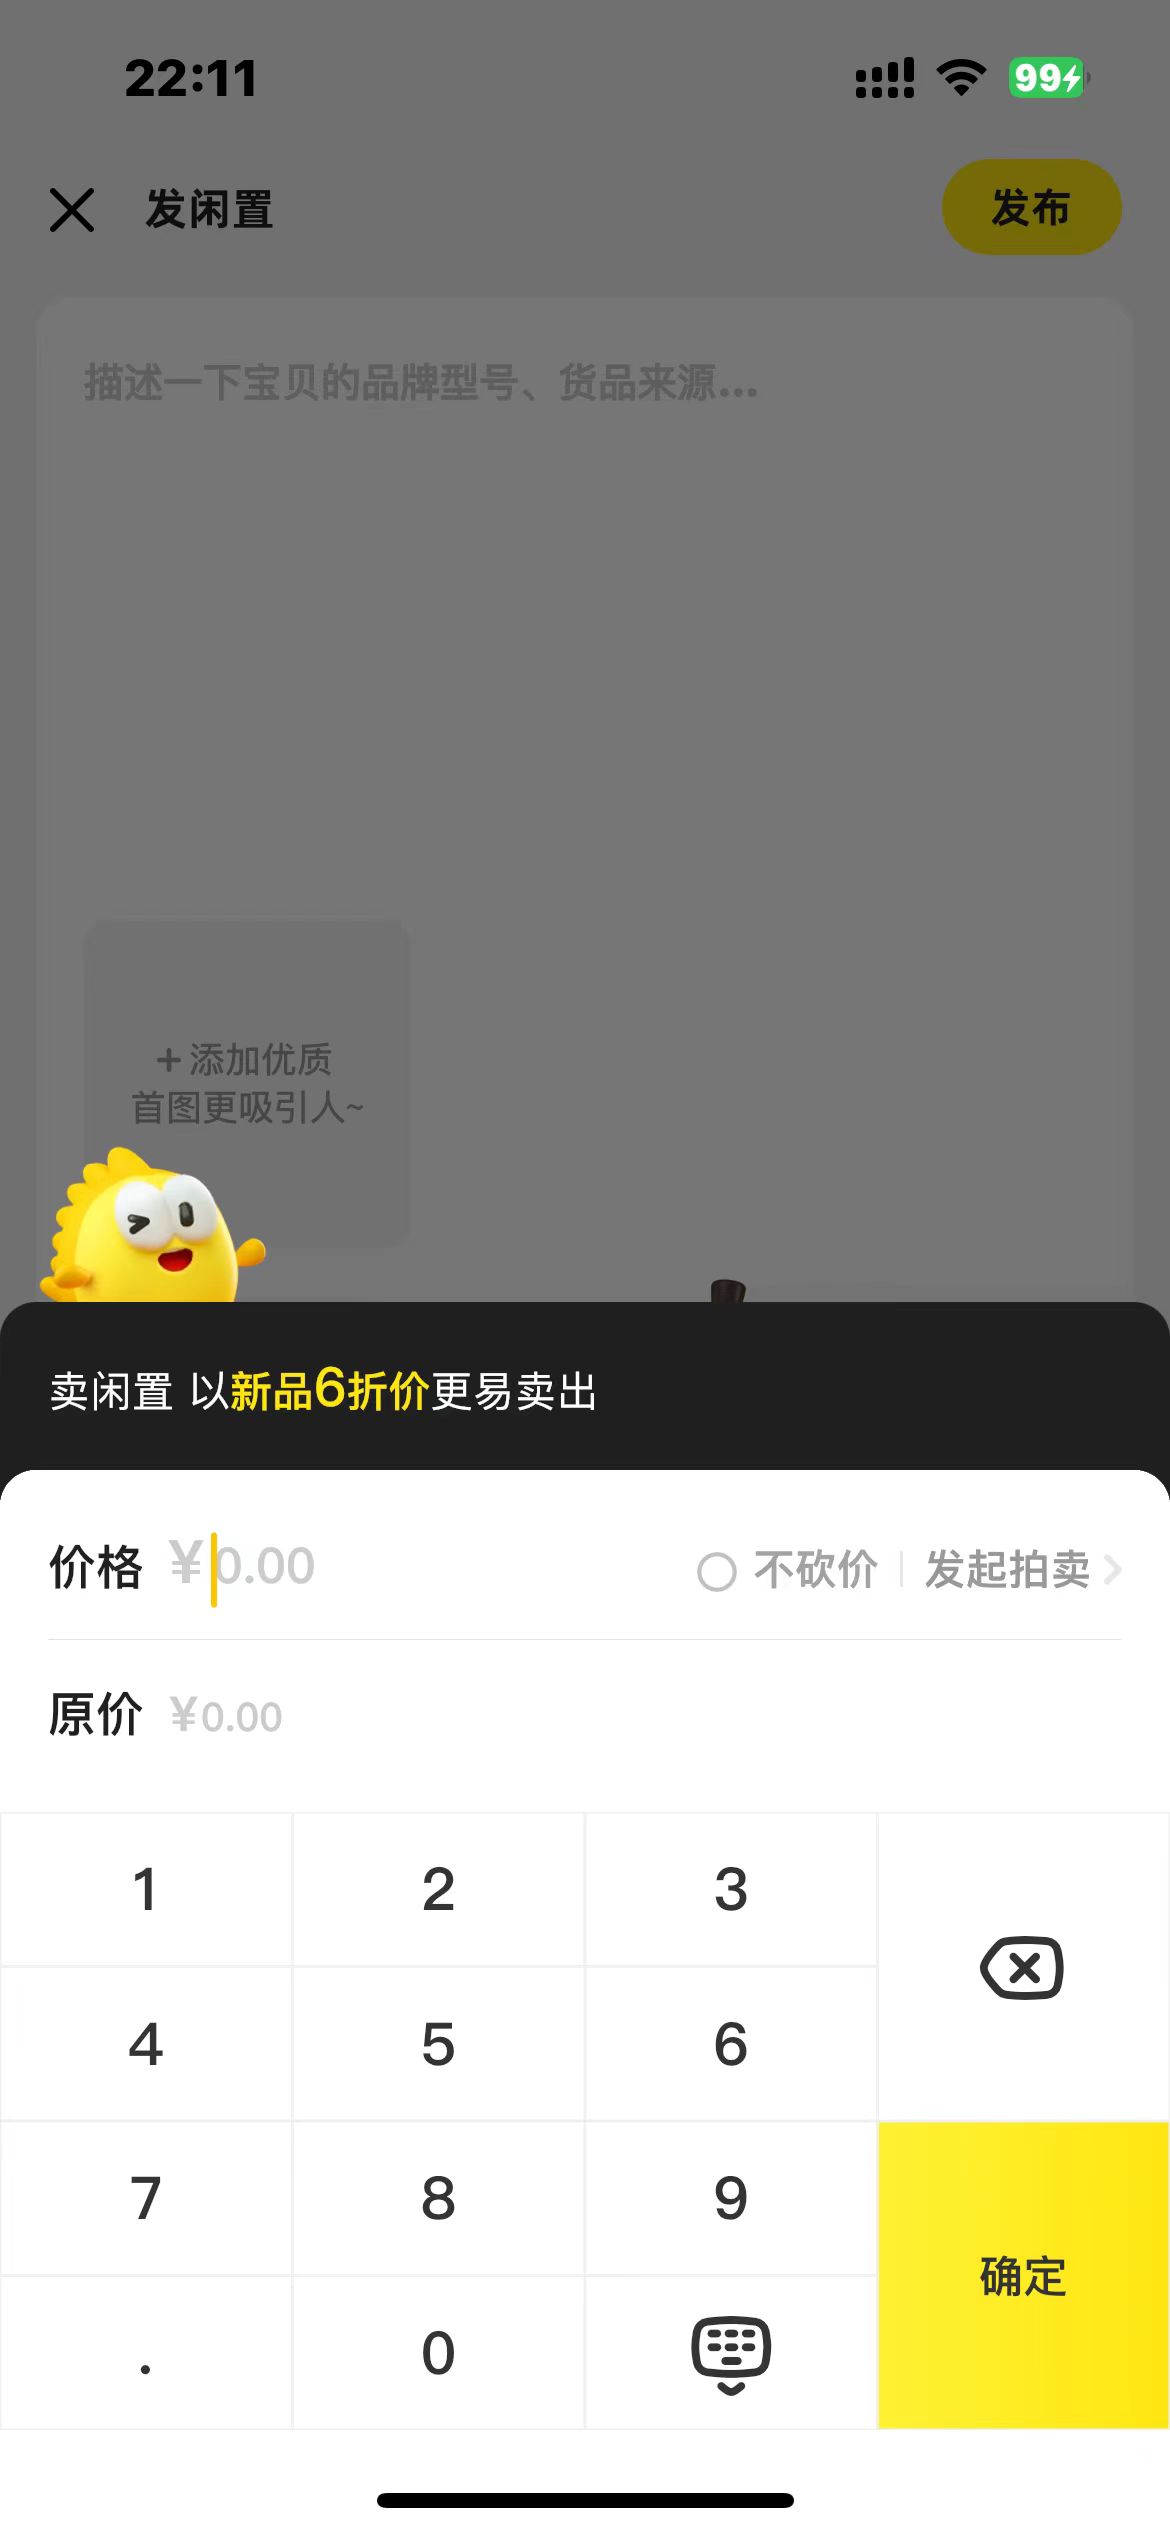 22:11
99
发闲置
发布
描述一下宝贝的品牌型号、货品来源...
+ 添加优质
首图更吸引人~
卖闲置 以新品6折价更易卖出
价格 ¥0.00 不砍价 发起拍卖
原价 ¥0.00
1 2 3
4 5 6
7 8 9
确定
. 0